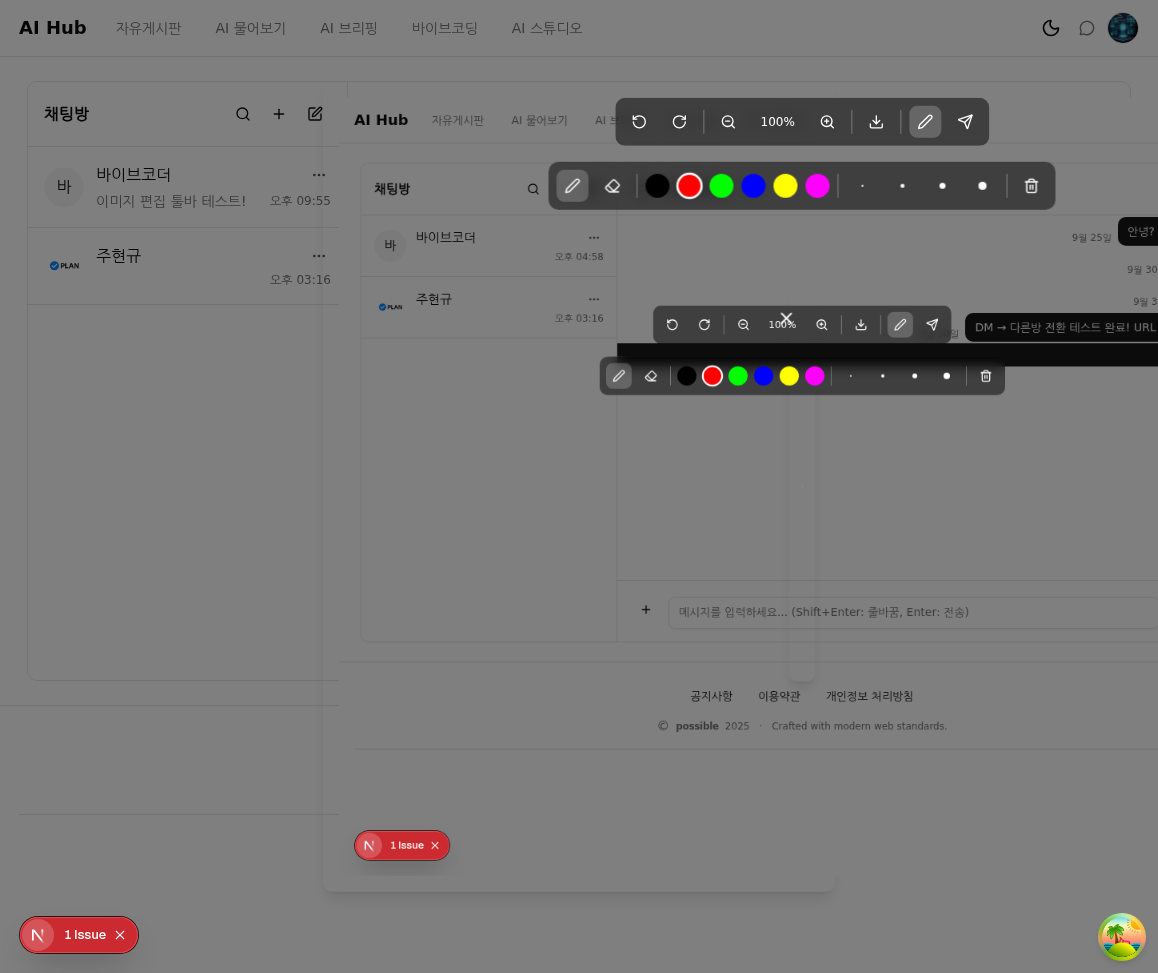 AI Hub 자유게시판 AI 물어보기 AI 브리핑 바이브코딩 AI 스튜디오
채팅방
바 바이브코더
이미지 편집 툴바 테스트! 오후 09:55
PLAN 주현규
오후 03:16
AI Hub 자유게시판 AI 물어보기 AI
100%
채팅방
바 바이브코더
오후 04:58
PLAN 주현규
오후 03:16
9월 25일 안녕?
9월 30
9월 3
100%
DM → 다른방 전환 테스트 완료! URL
메시지를 입력하세요... (Shift+Enter: 줄바꿈, Enter: 전송)
공지사항 이용약관 개인정보 처리방침
© possible 2025 · Crafted with modern web standards.
N 1 Issue
N 1 Issue